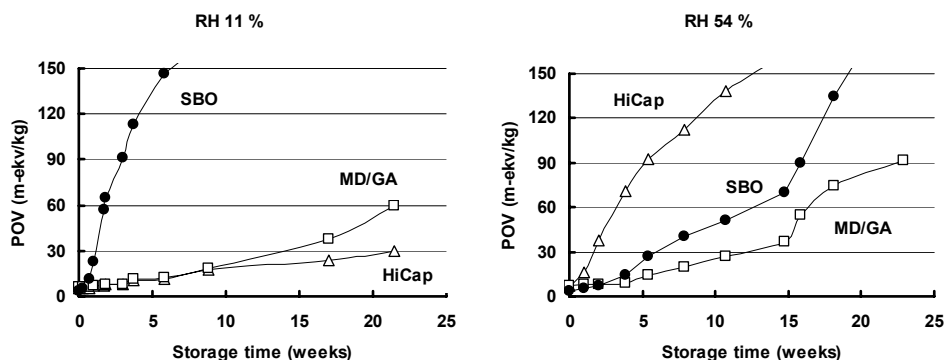 RH 11 %
150
120
90
60
30
0
POV (m-ekv/kg)
SBO
MD/GA
HiCap
0 5 10 15 20 25
Storage time (weeks)
RH 54 %
150
120
90
60
30
0
POV (m-ekv/kg)
HiCap
SBO
MD/GA
0 5 10 15 20 25
Storage time (weeks)